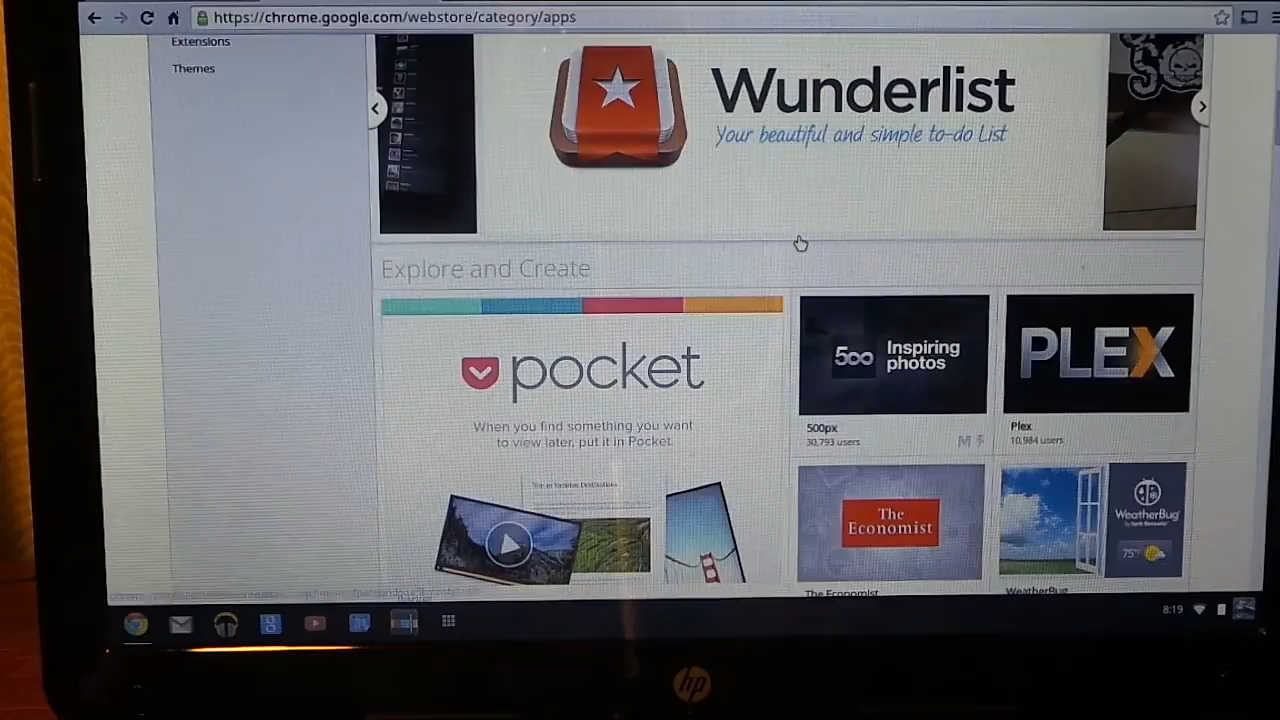 https://chrome.google.com/webstore/category/apps
Extensions
Themes
Wunderlist
Your beautiful and simple to-do List
Explore and Create
pocket
When you find something you want
to view later, put it in Pocket.
500
Inspiring
photos
500px
30,793 users
PLEX
Plex
10,984 users
The
Economist
The Economist
WeatherBug
75°
WeatherBug
8:19
hp